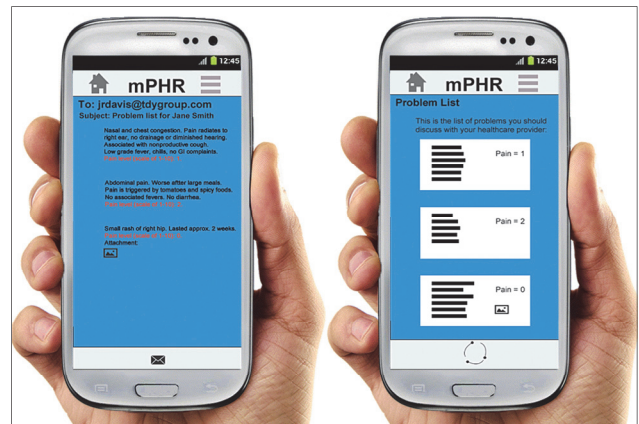 12:45
mPHR
To: jrdavis@tdygroup.com
Subject: Problem list for Jane Smith
Nasal and chest congestion. Pain radiates to
right ear, no drainage or diminished hearing.
Associated with nonproductive cough.
Low grade fever, chills, no GI complaints.
Abdominal pain. Worse after large meals.
Pain is triggered by tomatoes and spicy foods.
No associated fevers. No diarrhea.
Small rash of right hip. Lasted approx. 2 weeks.
Attachment:
12:45
mPHR
Problem List
This is the list of problems you should
discuss with your healthcare provider:
Pain = 1
Pain = 2
Pain = 0